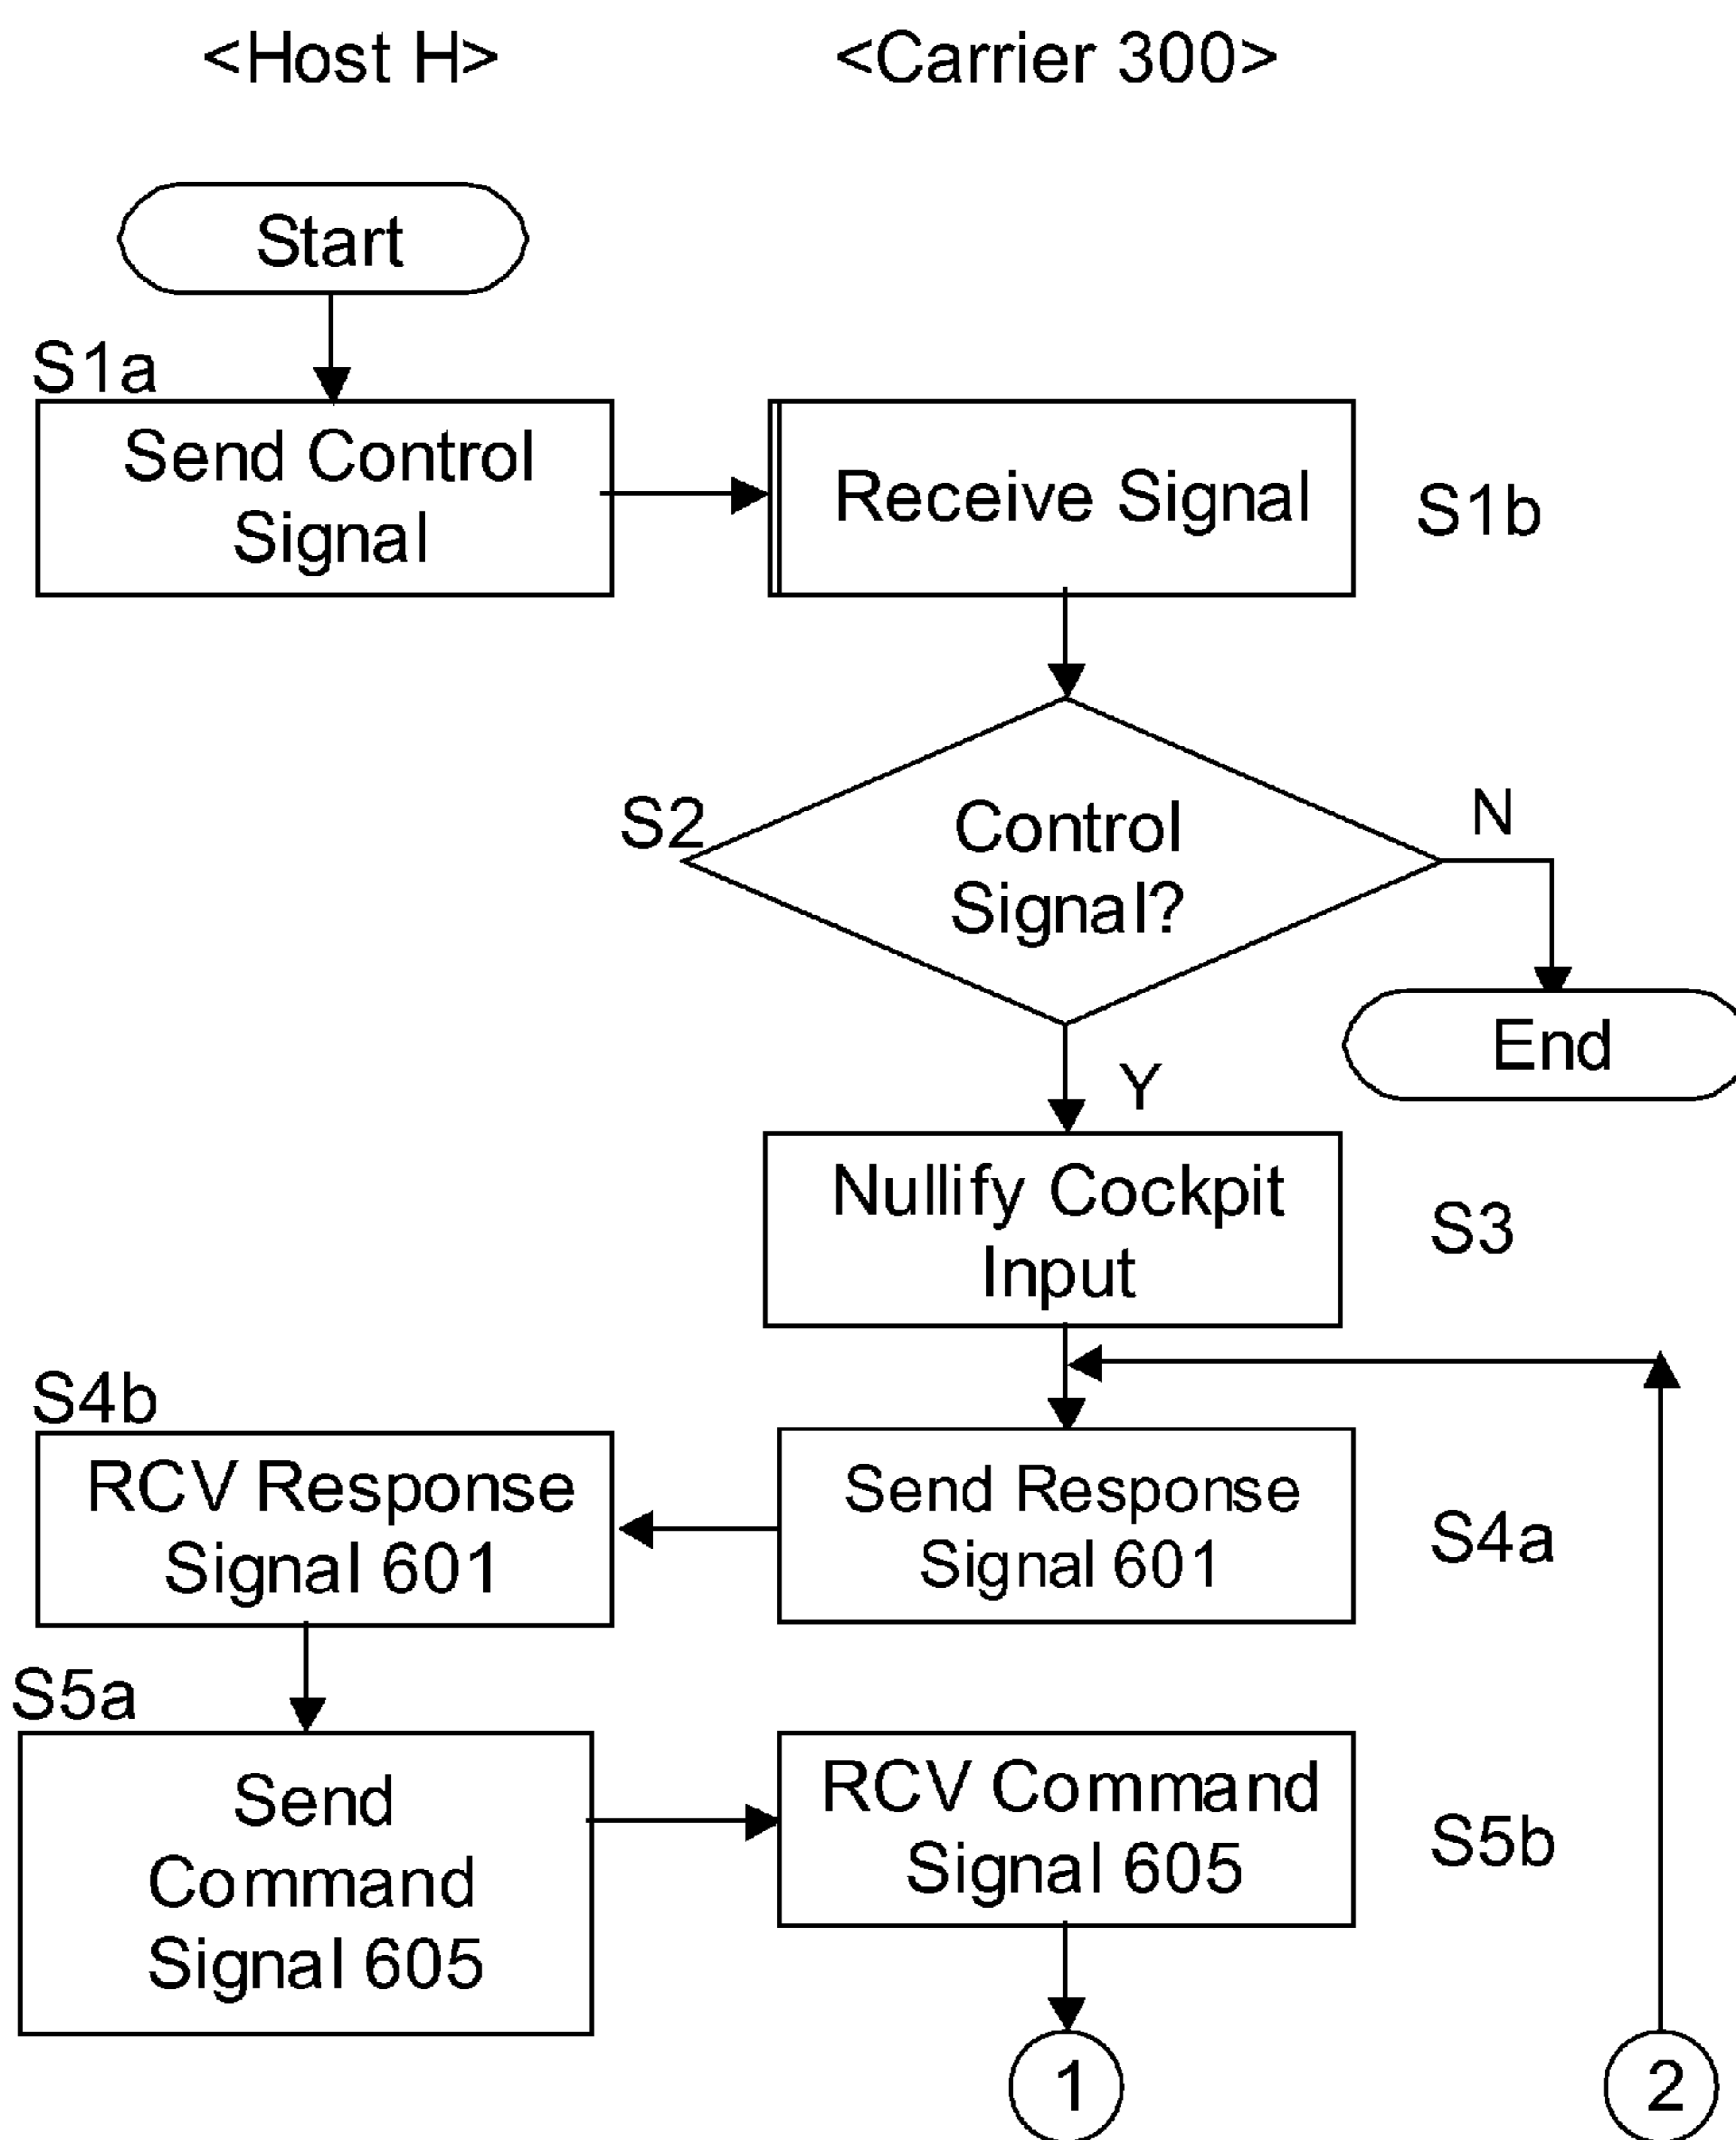 <Host H>
<Carrier 300>
Start
S1a
Send Control
Signal
Receive Signal
S1b
S2
Control
Signal?
N
End
Y
Nullify Cockpit
Input
S3
S4b
RCV Response
Signal 601
Send Response
Signal 601
S4a
S5a
Send
Command
Signal 605
RCV Command
Signal 605
S5b
1
2